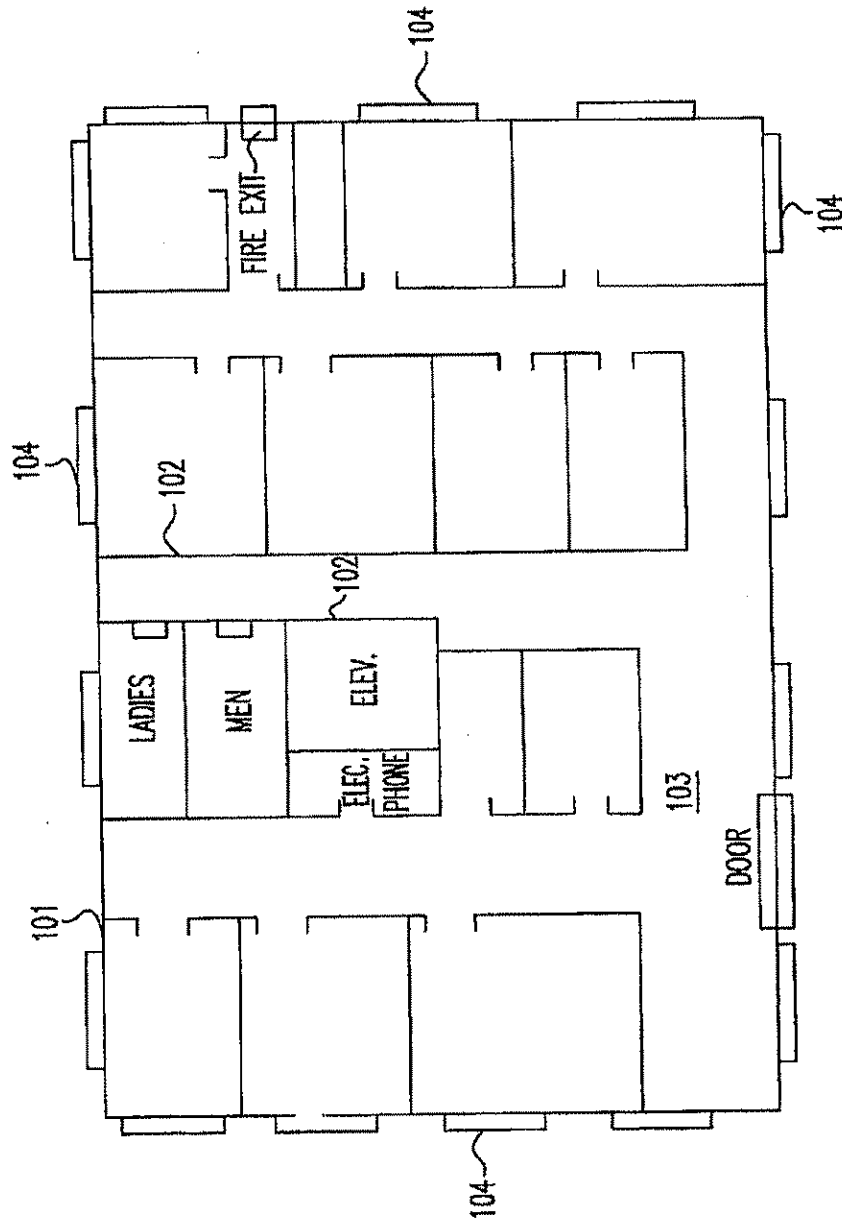 104
104
FIRE EXIT
104
102
102
LADIES
MEN
ELEV.
ELEC.
PHONE
103
DOOR
101
104